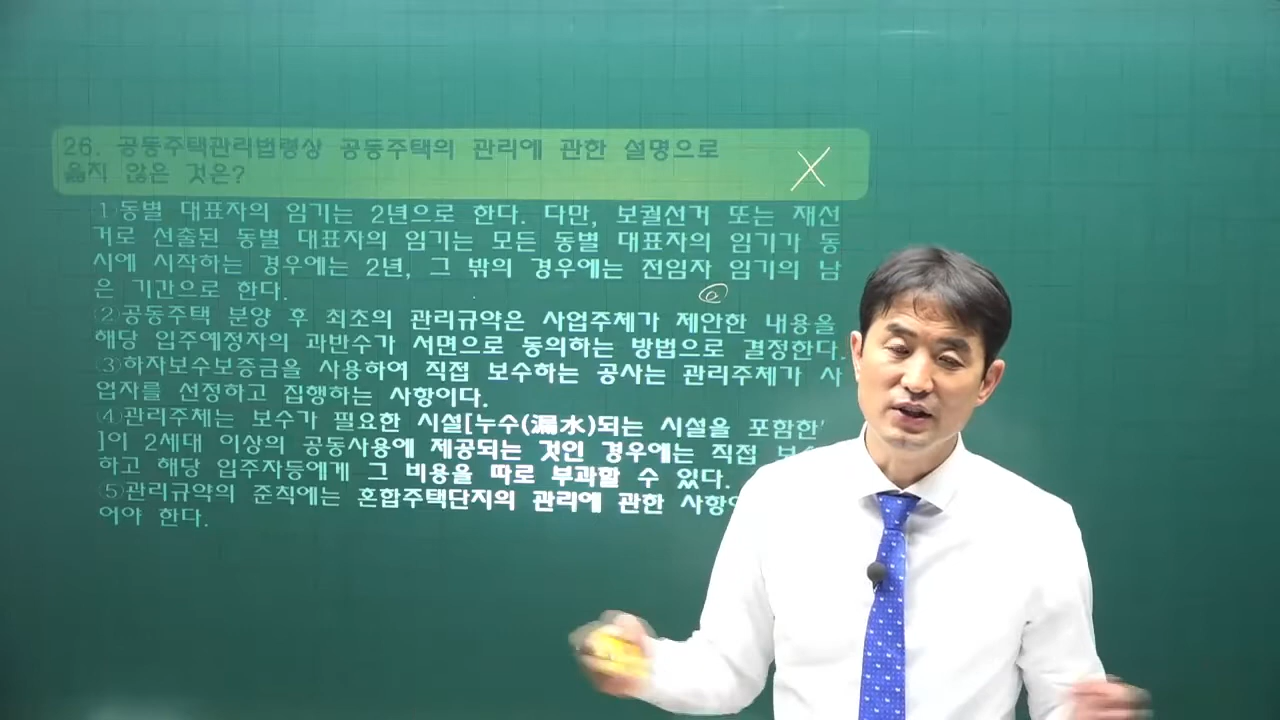 26. 공동주택관리법령상 공동주택의 관리에 관한 설명으로
옳지 않은 것은?
①동별 대표자의 임기는 2년으로 한다. 다만, 보궐선거 또는 재선
거로 선출된 동별 대표자의 임기는 모든 동별 대표자의 임기가 동
시에 시작하는 경우에는 2년, 그 밖의 경우에는 전임자 임기의 남
은 기간으로 한다.
②공동주택 분양 후 최초의 관리규약은 사업주체가 제안한 내용을
해당 입주예정자의 과반수가 서면으로 동의하는 방법으로 결정한다.
③하자보수보증금을 사용하여 직접 보수하는 공사는 관리주체가 사
업자를 선정하고 집행하는 사항이다.
④관리주체는 보수가 필요한 시설[누수(漏水)되는 시설을 포함한
]이 2세대 이상의 공동사용에 제공되는 것인 경우에는 직접
하고 해당 입주자등에게 그 비용을 따로 부과할 수 있다.
⑤관리규약의 준칙에는 혼합주택단지의 관리에 관한
어야 한다.